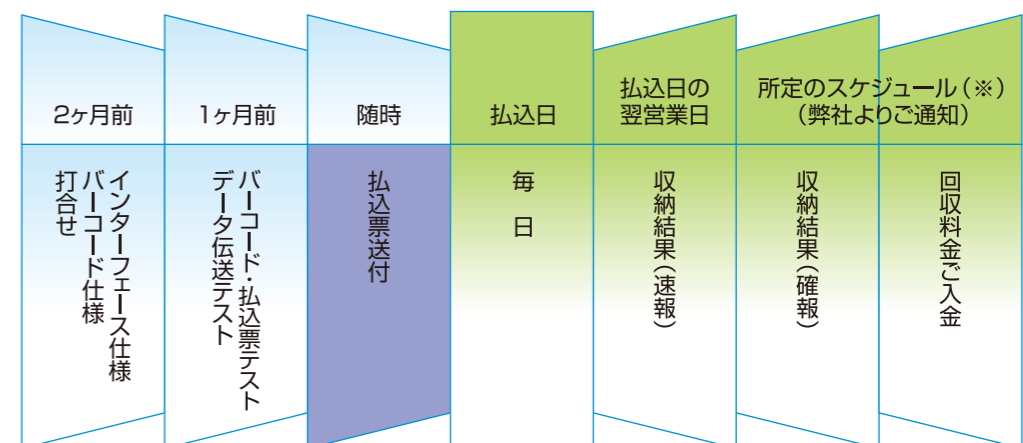 2ヶ月前
1ヶ月前
随時
払込日
払込日の
翌営業日
所定のスケジュール(※)
(弊社よりご通知)
インターフェース仕様
バーコード仕様
打合せ
バーコード・払込票テスト
データ伝送テスト
払込票送付
毎 日
収納結果(速報)
収納結果(確報)
回収料金ご入金